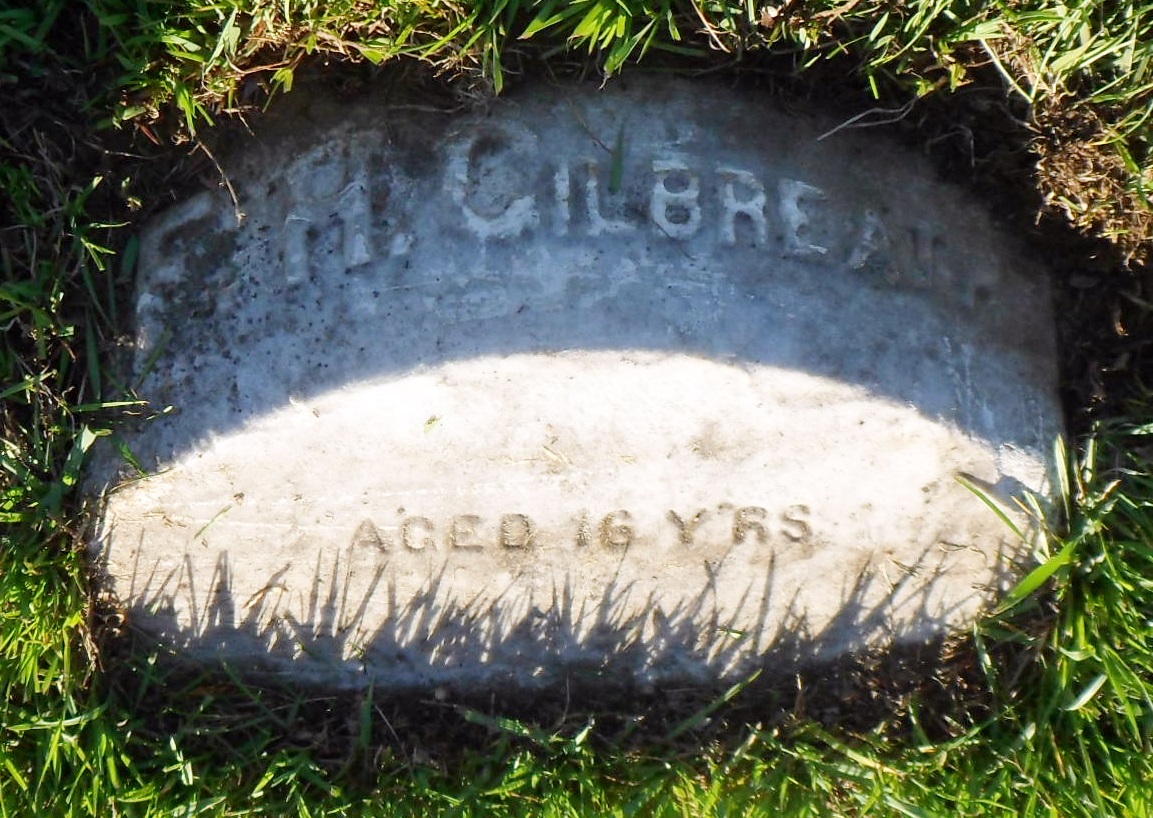 H. GILBREAT
AGED 16 Y'RS